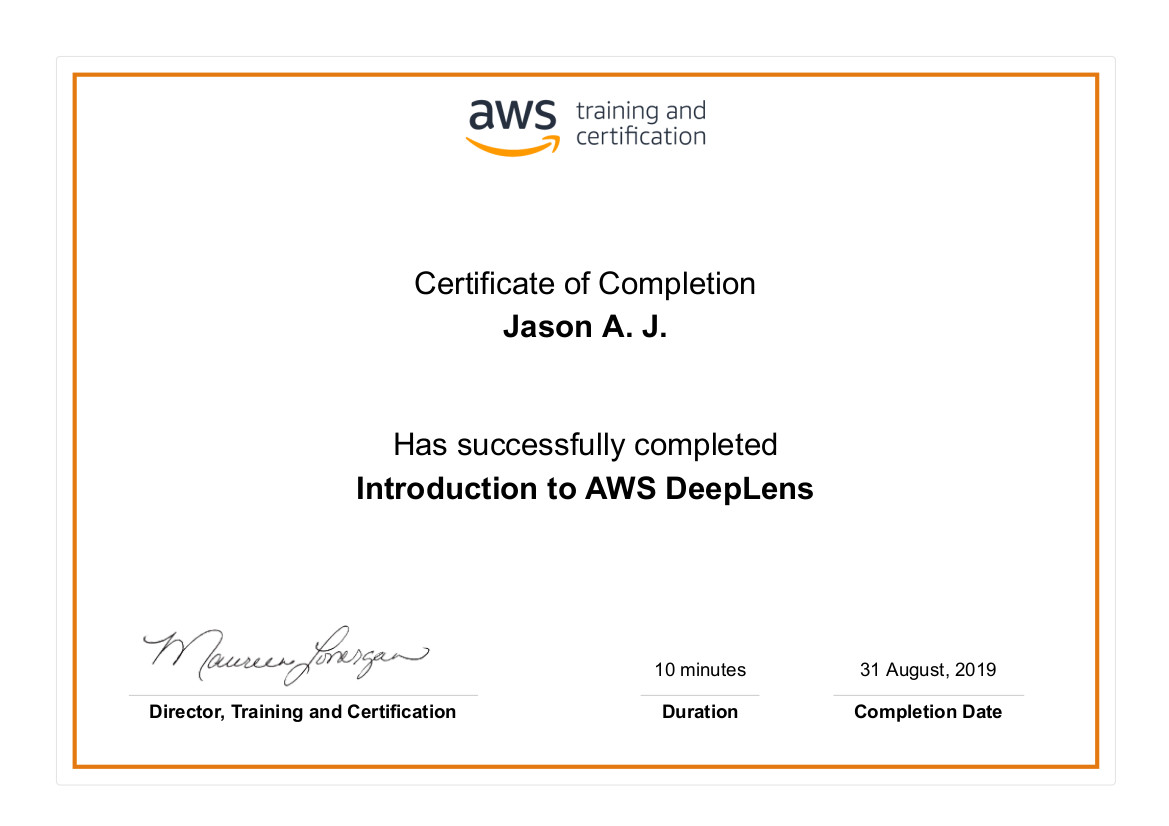 aws training and
certification
Certificate of Completion
Jason A. J.
Has successfully completed
Introduction to AWS DeepLens
Maureen Lonergan
10 minutes
31 August, 2019
Director, Training and Certification
Duration
Completion Date